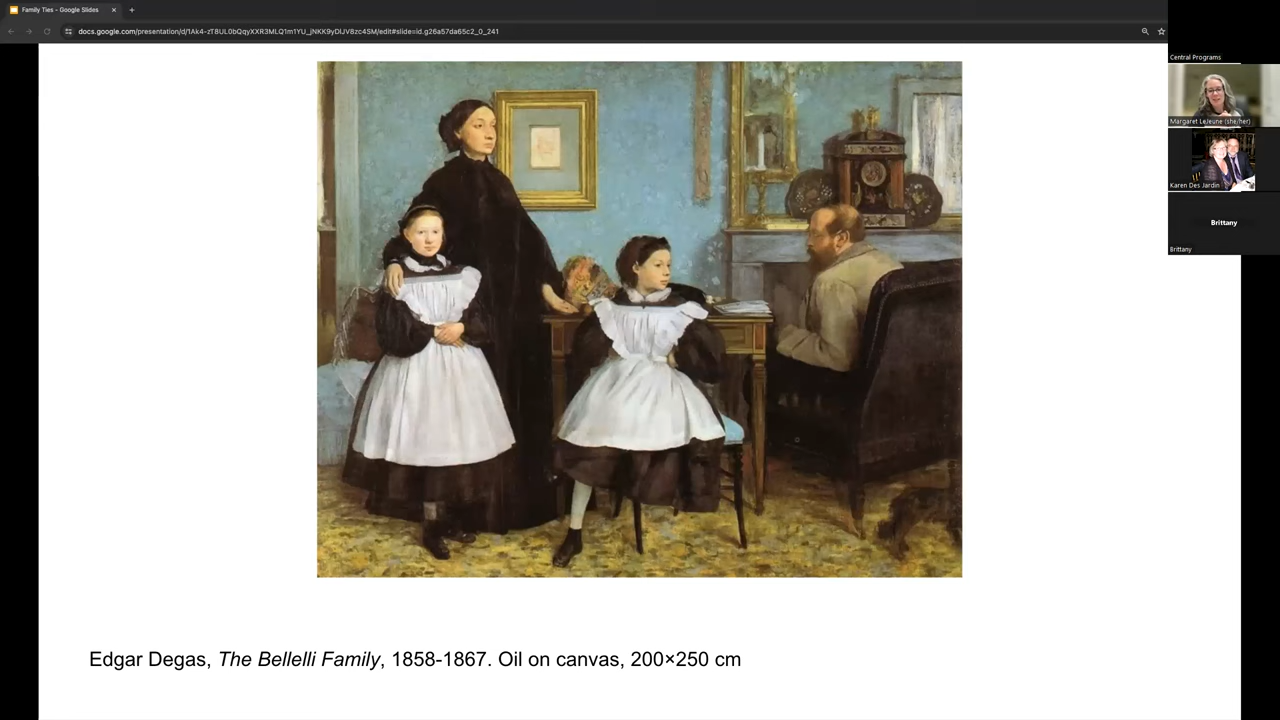 Family Ties - Google Slides
docs.google.com/presentation/d/1Ak4-zT8UL0bQqyXXR3MLQ1m1YU_jNKK9yDlJV8zc4SM/edit#slide=id.g26a57da65c2_0_241
Central Programs
Margaret LeJeune (she/her)
Karen Des Jardin
Brittany
Brittany
Edgar Degas, The Bellelli Family, 1858-1867. Oil on canvas, 200×250 cm